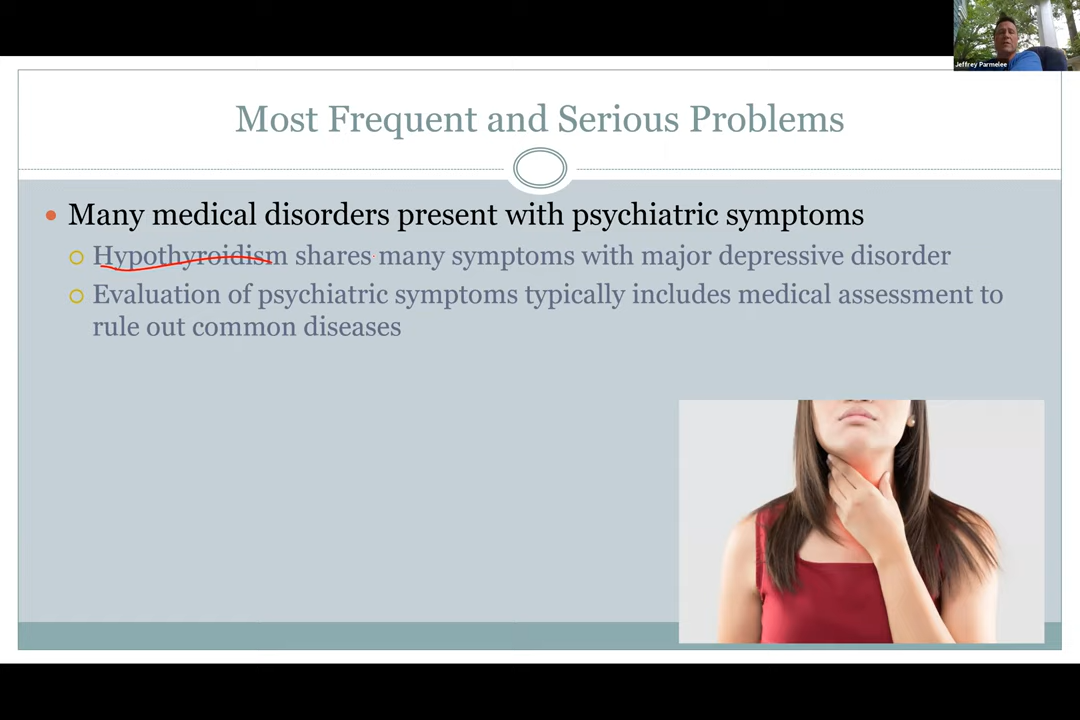 Jeffrey Parmelee
Most Frequent and Serious Problems
Many medical disorders present with psychiatric symptoms
Hypothyroidism shares many symptoms with major depressive disorder
Evaluation of psychiatric symptoms typically includes medical assessment to
rule out common diseases